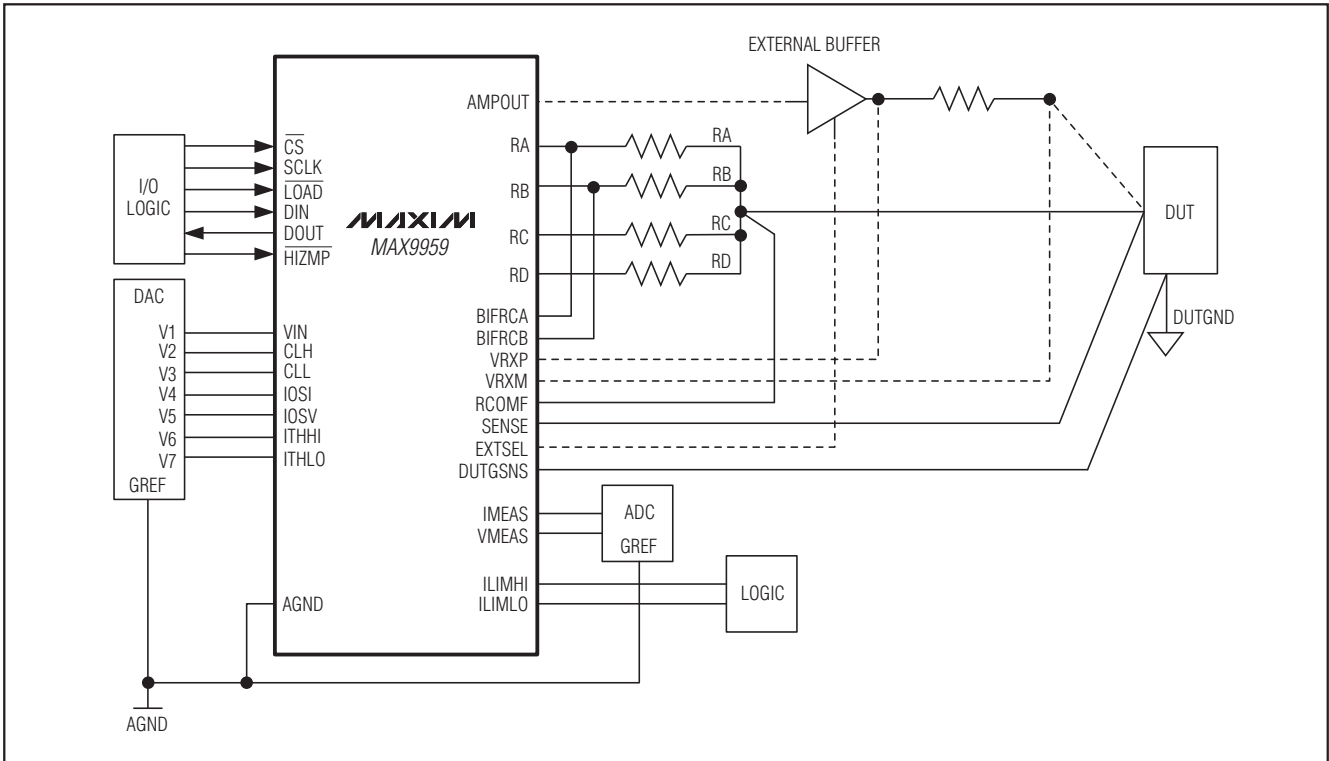 EXTERNAL BUFFER
AMPOUT
I/O
LOGIC
CS
SCLK
LOAD
DIN
DOUT
HIZMP
MAXIM
MAX9959
RA
RB
RC
RD
RA
RB
RC
RD
DUT
DUTGND
DAC
V1
V2
V3
V4
V5
V6
V7
GREF
VIN
CLH
CLL
IOSI
IOSV
ITHHI
ITHLO
BIFRCA
BIFRCB
VRXP
VRXM
RCOMF
SENSE
EXTSEL
DUTGSNS
IMEAS
VMEAS
ADC
GREF
ILIMHI
ILIMLO
LOGIC
AGND
AGND